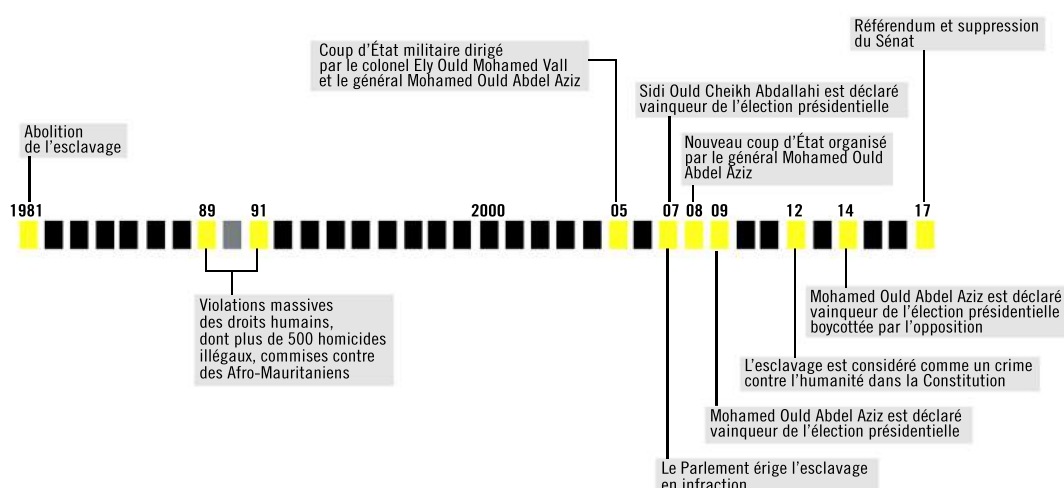 Référendum et suppression
du Sénat
Coup d’État militaire dirigé
par le colonel Ely Ould Mohamed Vall
et le général Mohamed Ould Abdel Aziz
Sidi Ould Cheikh Abdallahi est déclaré
vainqueur de l’élection présidentielle
Abolition
de l’esclavage
Nouveau coup d’État organisé
par le général Mohamed Ould
Abdel Aziz
1981 89 91 2000 05 07 08 09 12 14 17
Violations massives
des droits humains,
dont plus de 500 homicides
illégaux, commises contre
des Afro-Mauritaniens
Mohamed Ould Abdel Aziz est déclaré
vainqueur de l’élection présidentielle
boycottée par l’opposition
L’esclavage est considéré comme un crime
contre l’humanité dans la Constitution
Mohamed Ould Abdel Aziz est déclaré
vainqueur de l’élection présidentielle
Le Parlement érige l’esclavage
en infraction